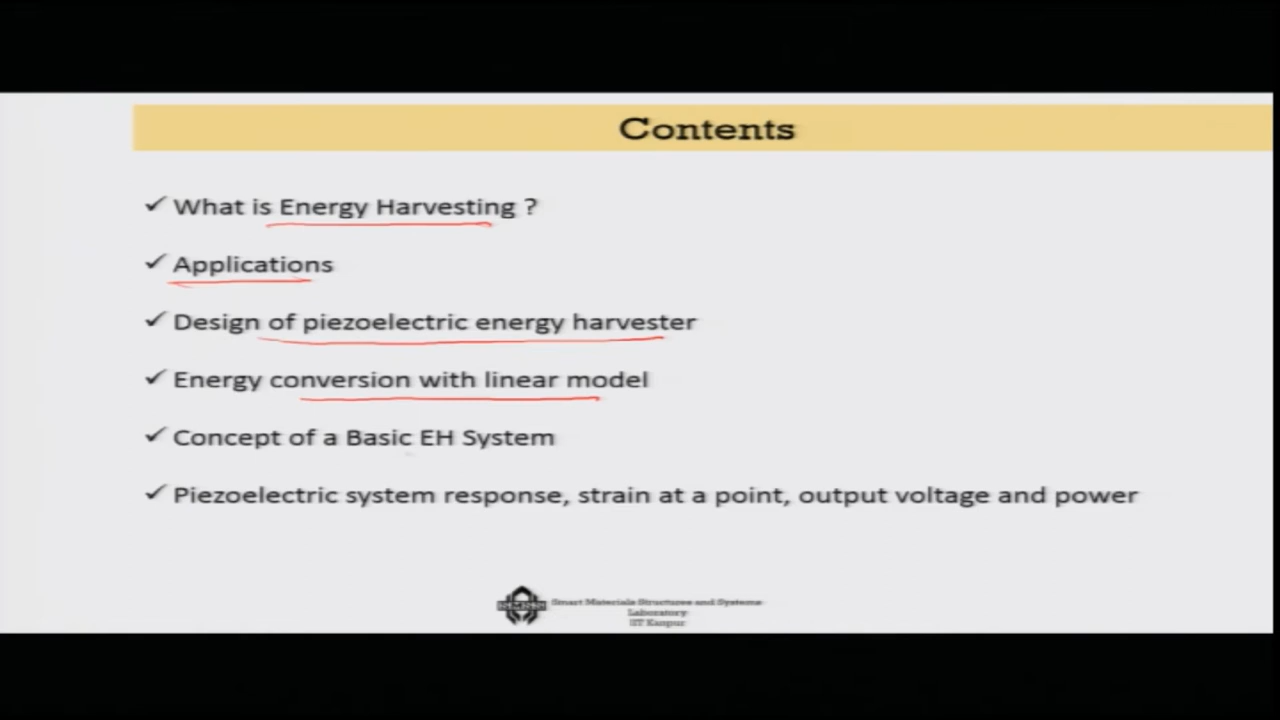 Contents
What is Energy Harvesting ?
Applications
Design of piezoelectric energy harvester
Energy conversion with linear model
Concept of a Basic EH System
Piezoelectric system response, strain at a point, output voltage and power
Smart Materials Structures and Systems
Laboratory
IIT Kanpur